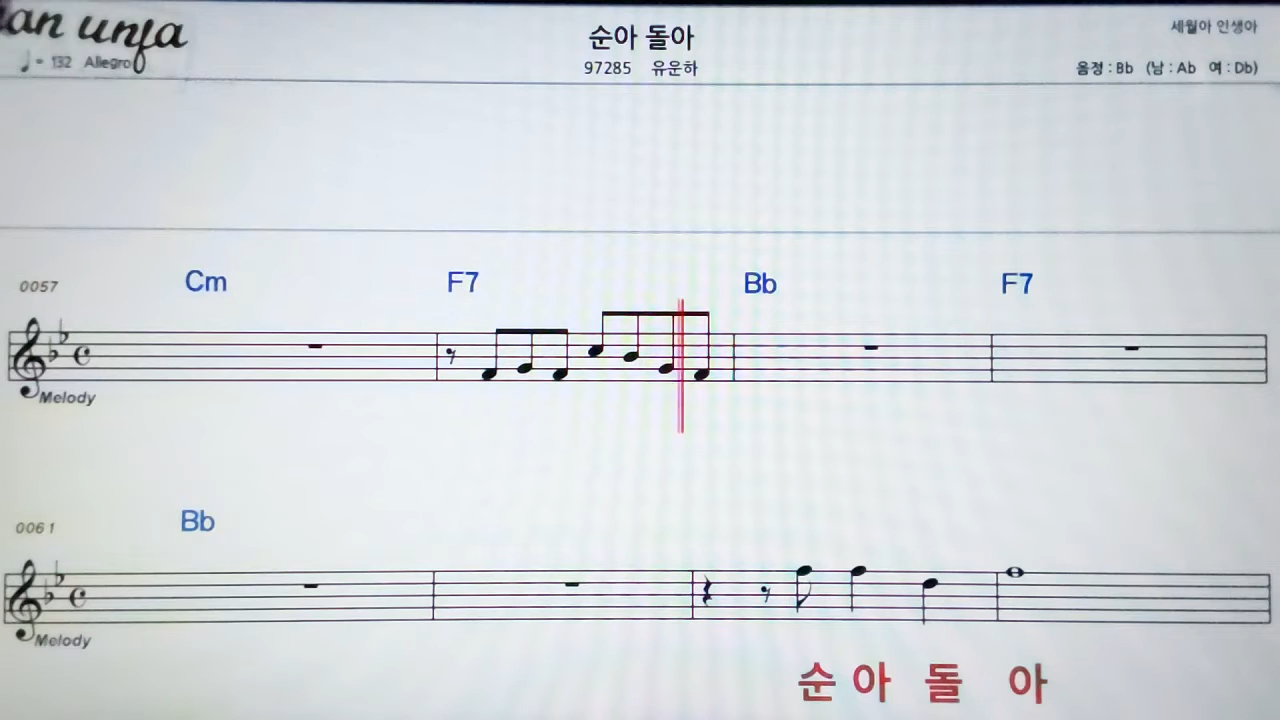 an unja
순아 돌아
세월아 인생아
♩= 132 Allegro
97285 유운하
음정 : Bb (남 : Ab 여 : Db)
0057 Cm F7 Bb F7
Melody
0061 Bb
Melody
순 아 돌 아